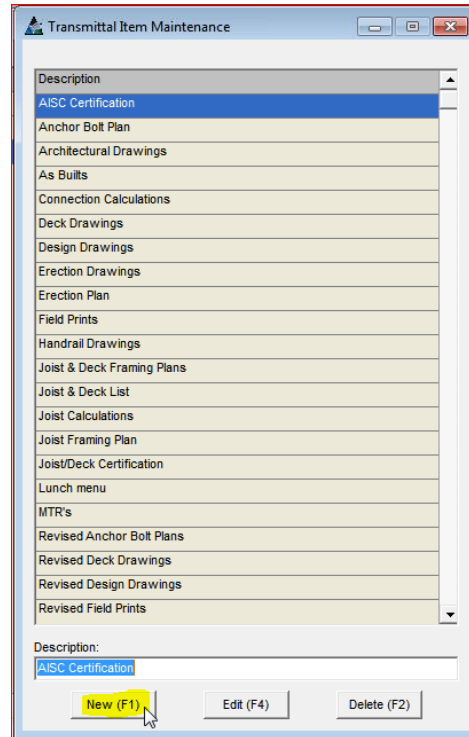 Transmittal Item Maintenance
Description
AISC Certification
Anchor Bolt Plan
Architectural Drawings
As Builts
Connection Calculations
Deck Drawings
Design Drawings
Erection Drawings
Erection Plan
Field Prints
Handrail Drawings
Joist & Deck Framing Plans
Joist & Deck List
Joist Calculations
Joist Framing Plan
Joist/Deck Certification
Lunch menu
MTR's
Revised Anchor Bolt Plans
Revised Deck Drawings
Revised Design Drawings
Revised Field Prints
Description:
AISC Certification
New (F1) Edit (F4) Delete (F2)